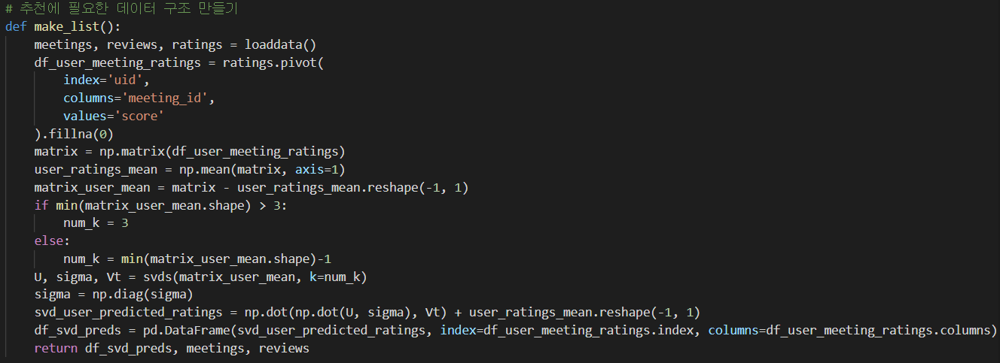 # 추천에 필요한 데이터 구조 만들기
def make_list():
    meetings, reviews, ratings = loaddata()
    df_user_meeting_ratings = ratings.pivot(
        index='uid',
        columns='meeting_id',
        values='score'
    ).fillna(0)
    matrix = np.matrix(df_user_meeting_ratings)
    user_ratings_mean = np.mean(matrix, axis=1)
    matrix_user_mean = matrix - user_ratings_mean.reshape(-1, 1)
    if min(matrix_user_mean.shape) > 3:
        num_k = 3
    else:
        num_k = min(matrix_user_mean.shape)-1
    U, sigma, Vt = svds(matrix_user_mean, k=num_k)
    sigma = np.diag(sigma)
    svd_user_predicted_ratings = np.dot(np.dot(U, sigma), Vt) + user_ratings_mean.reshape(-1, 1)
    df_svd_preds = pd.DataFrame(svd_user_predicted_ratings, index=df_user_meeting_ratings.index, columns=df_user_meeting_ratings.columns)
    return df_svd_preds, meetings, reviews